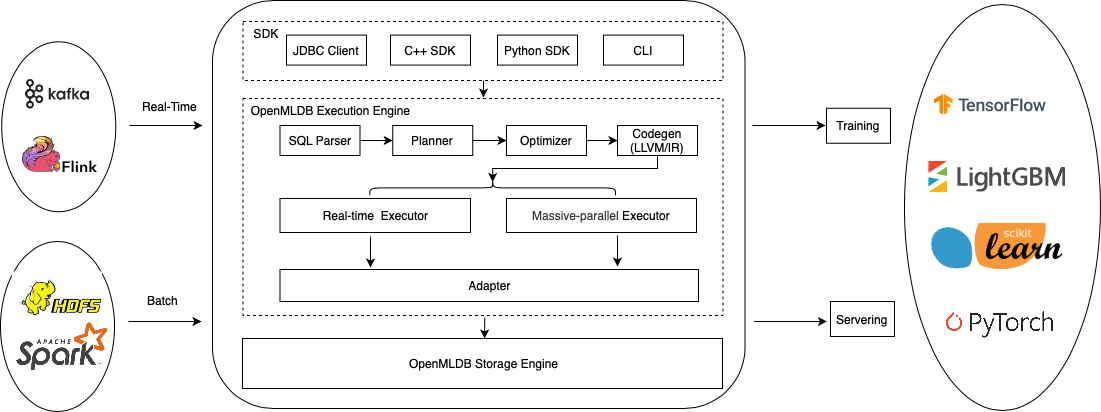 kafka
Flink
Real-Time
HDFS
APACHE
Spark
Batch
SDK
JDBC Client
C++ SDK
Python SDK
CLI
OpenMLDB Execution Engine
SQL Parser
Planner
Optimizer
Codegen
(LLVM/IR)
Real-time Executor
Massive-parallel Executor
Adapter
OpenMLDB Storage Engine
Training
Servering
TensorFlow
LightGBM
scikit
learn
PyTorch